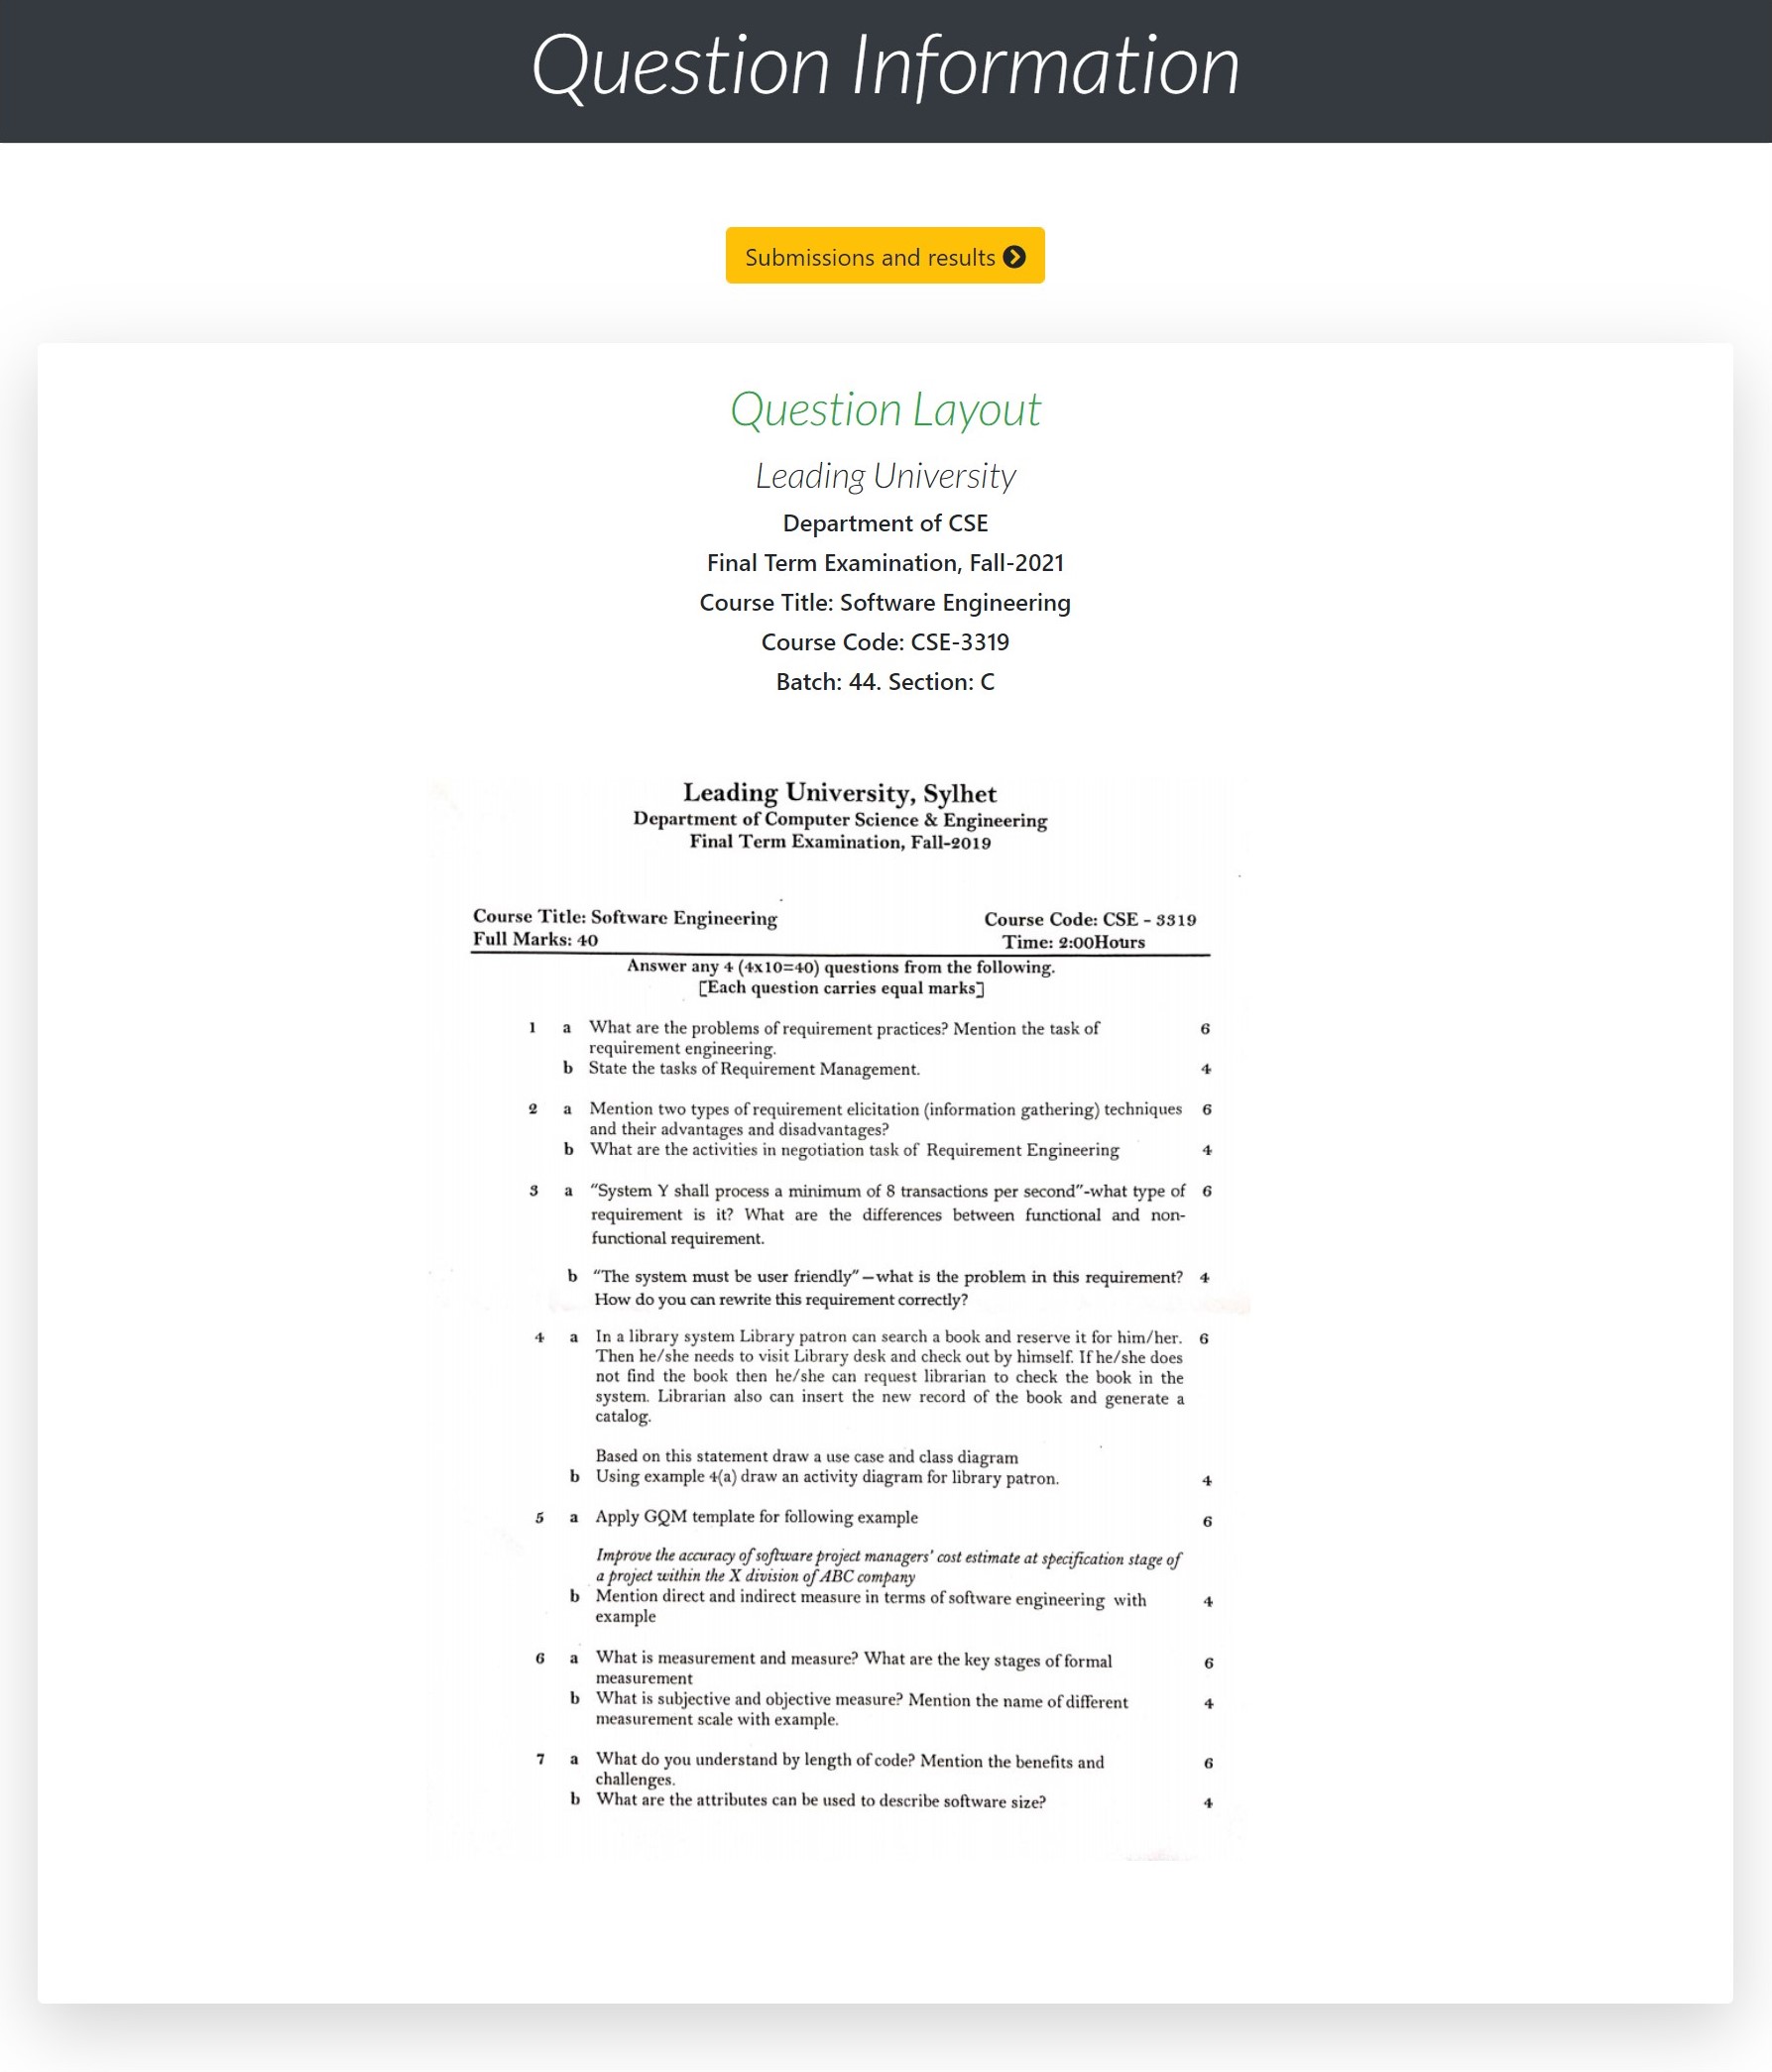 Question Information
Submissions and results
Question Layout
Leading University
Department of CSE
Final Term Examination, Fall-2021
Course Title: Software Engineering
Course Code: CSE-3319
Batch: 44. Section: C
Leading University, Sylhet
Department of Computer Science & Engineering
Final Term Examination, Fall-2019
Course Title: Software Engineering Course Code: CSE - 3319
Full Marks: 40 Time: 2:00Hours
Answer any 4 (4x10=40) questions from the following.
[Each question carries equal marks]
1 a What are the problems of requirement practices? Mention the task of 6
requirement engineering.
b State the tasks of Requirement Management. 4
2 a Mention two types of requirement elicitation (information gathering) techniques 6
and their advantages and disadvantages?
b What are the activities in negotiation task of Requirement Engineering 4
3 a “System Y shall process a minimum of 8 transactions per second”-what type of 6
requirement is it? What are the differences between functional and non-
functional requirement.
b “The system must be user friendly”–what is the problem in this requirement? 4
How do you can rewrite this requirement correctly?
4 a In a library system Library patron can search a book and reserve it for him/her. 6
Then he/she needs to visit Library desk and check out by himself. If he/she does
not find the book then he/she can request librarian to check the book in the
system. Librarian also can insert the new record of the book and generate a
catalog.
Based on this statement draw a use case and class diagram
b Using example 4(a) draw an activity diagram for library patron. 4
5 a Apply GQM template for following example 6
Improve the accuracy of software project managers’ cost estimate at specification stage of
a project within the X division of ABC company
b Mention direct and indirect measure in terms of software engineering with 4
example
6 a What is measurement and measure? What are the key stages of formal 6
measurement
b What is subjective and objective measure? Mention the name of different 4
measurement scale with example.
7 a What do you understand by length of code? Mention the benefits and 6
challenges.
b What are the attributes can be used to describe software size? 4